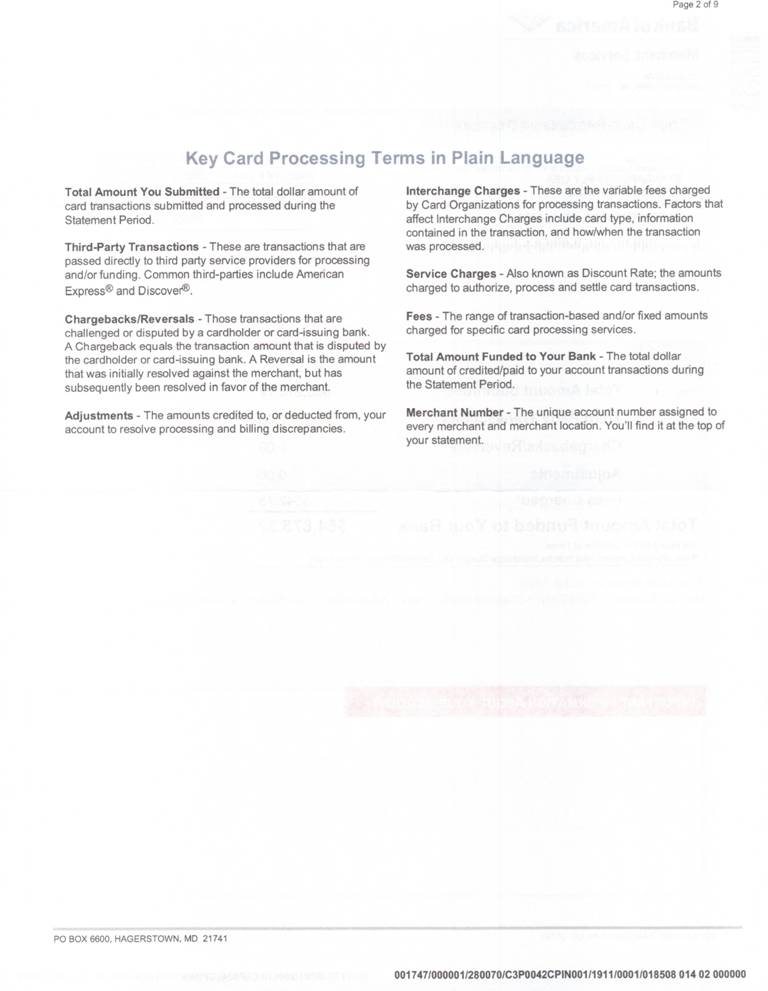 Page 2 of 9
Key Card Processing Terms in Plain Language
Total Amount You Submitted - The total dollar amount of
card transactions submitted and processed during the
Statement Period.
Third-Party Transactions - These are transactions that are
passed directly to third party service providers for processing
and/or funding. Common third-parties include American
Express® and Discover®.
Chargebacks/Reversals - Those transactions that are
challenged or disputed by a cardholder or card-issuing bank.
A Chargeback equals the transaction amount that is disputed by
the cardholder or card-issuing bank. A Reversal is the amount
that was initially resolved against the merchant, but has
subsequently been resolved in favor of the merchant.
Adjustments - The amounts credited to, or deducted from, your
account to resolve processing and billing discrepancies.
Interchange Charges - These are the variable fees charged
by Card Organizations for processing transactions. Factors that
affect Interchange Charges include card type, information
contained in the transaction, and how/when the transaction
was processed.
Service Charges - Also known as Discount Rate; the amounts
charged to authorize, process and settle card transactions.
Fees - The range of transaction-based and/or fixed amounts
charged for specific card processing services.
Total Amount Funded to Your Bank - The total dollar
amount of credited/paid to your account transactions during
the Statement Period.
Merchant Number - The unique account number assigned to
every merchant and merchant location. You'll find it at the top of
your statement.
PO BOX 6600, HAGERSTOWN, MD 21741
001747/000001/280070/C3P0042CPIN001/1911/0001/018508 014 02 000000